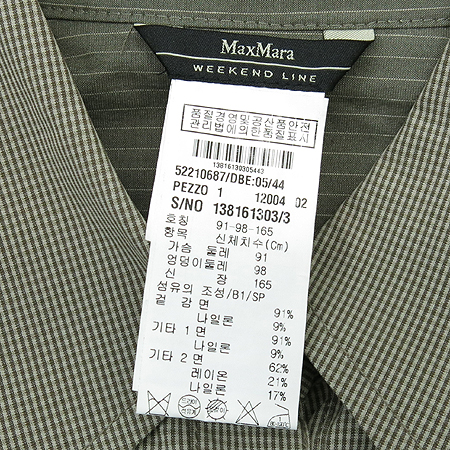 MaxMara
WEEKEND LINE
품질경영및공산품안전
관리법에의한품질표시
13816130305443
52210687/DBE:05/44
PEZZO 1 12004 02
S/NO 138161303/3
호칭 91-98-165
항목 신체치수(Cm)
가슴 둘레 91
엉덩이둘레 98
신 장 165
섬유의 조성/B1/SP
겉 감 면 91%
나일론 9%
기타 1 면 91%
나일론 9%
기타 2 면 62%
레이온 21%
나일론 17%